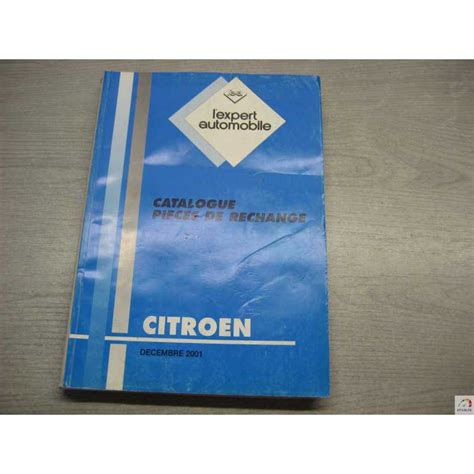 l'expert
automobile
CATALOGUE
PIECES DE RECHANGE
CITROEN
DECEMBRE 2001